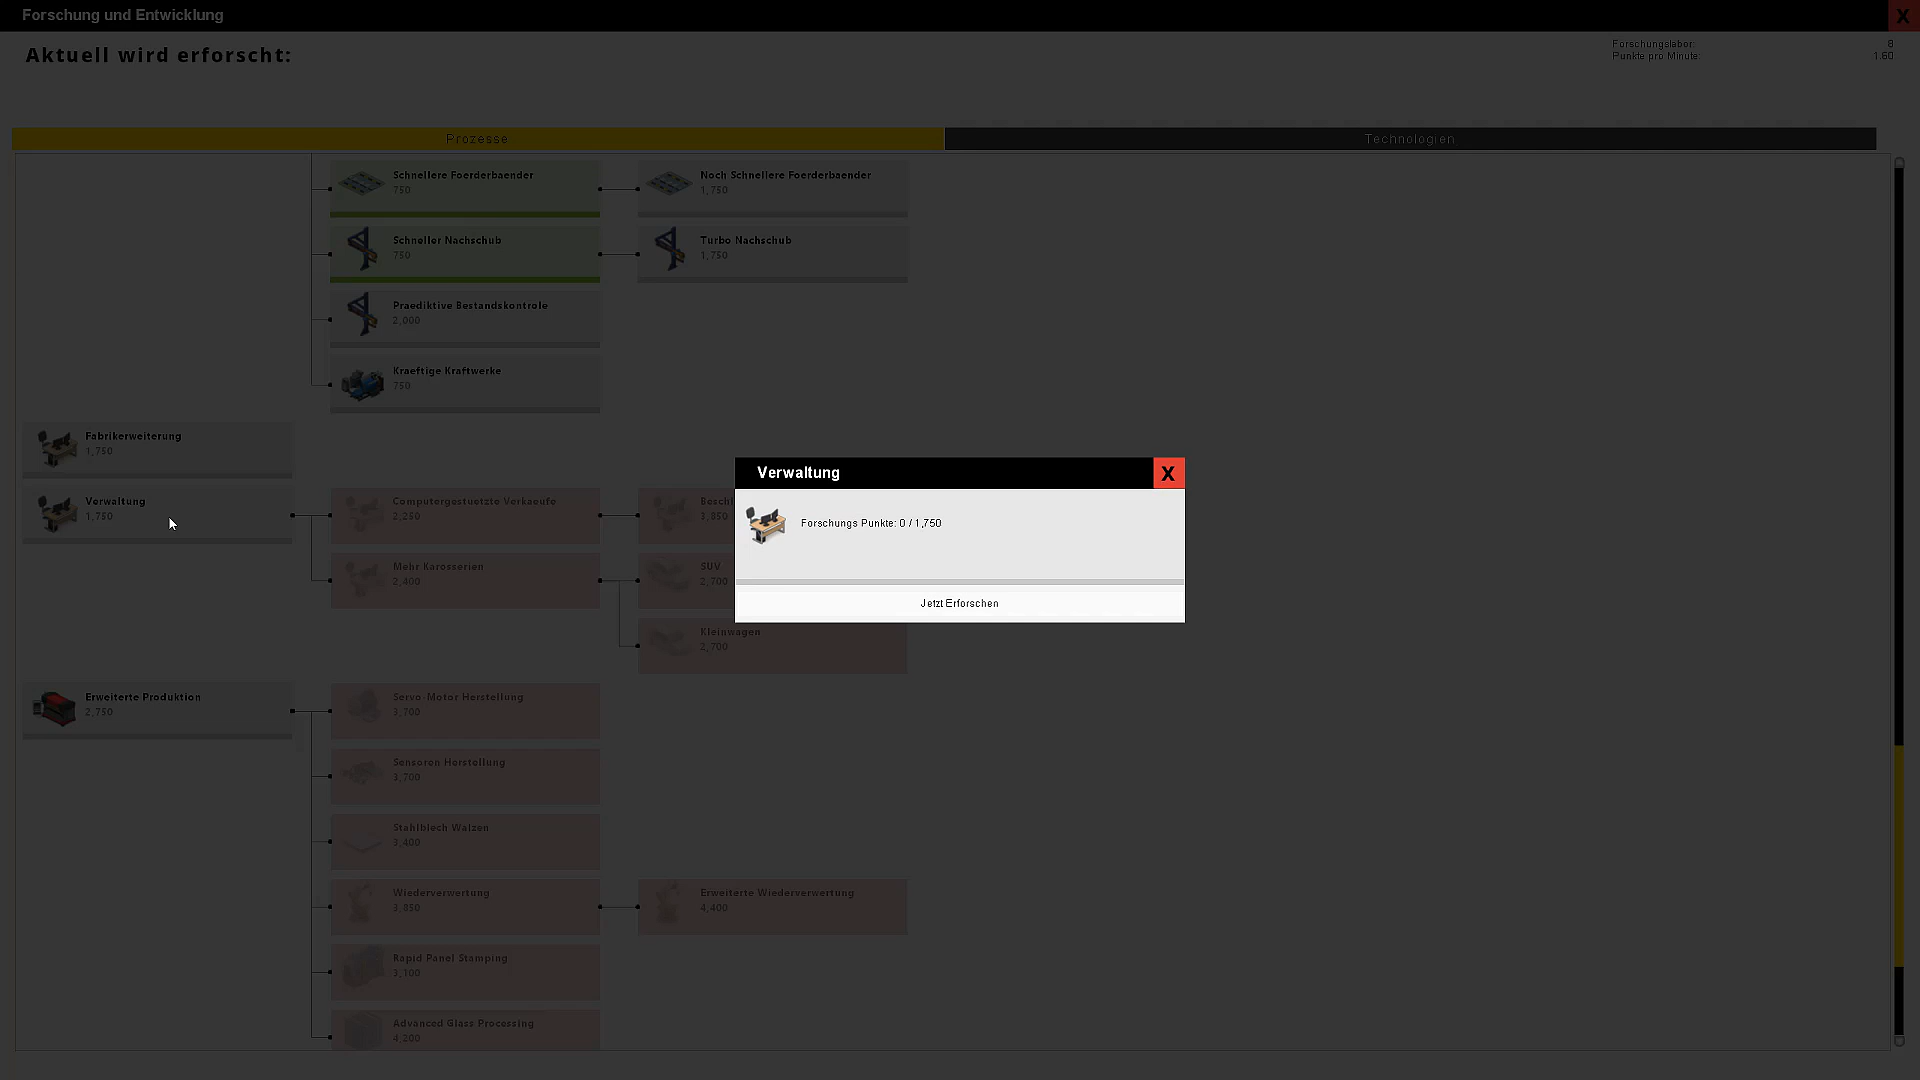 Forschung und Entwicklung
X
Aktuell wird erforscht:
Forschungslabor: 8
Punkte pro Minute: 1.60
Prozesse
Technologien
Schnellere Foerderbaender
750
Noch Schnellere Foerderbaender
1,750
Schneller Nachschub
750
Turbo Nachschub
1,750
Praediktive Bestandskontrole
2,000
Kraeftige Kraftwerke
750
Fabrikerweiterung
1,750
Verwaltung
1,750
Computergestuetzte Verkaeufe
2,250
3,850
Mehr Karosserien
2,400
SUV
2,700
Kleinwagen
2,700
Verwaltung
X
Forschungs Punkte: 0 / 1,750
Jetzt Erforschen
Erweiterte Produktion
2,750
Servo-Motor Herstellung
3,700
Sensoren Herstellung
3,700
Stahlblech Walzen
3,400
Wiederverwertung
3,850
Erweiterte Wiederverwertung
4,400
Rapid Panel Stamping
3,100
Advanced Glass Processing
4,200